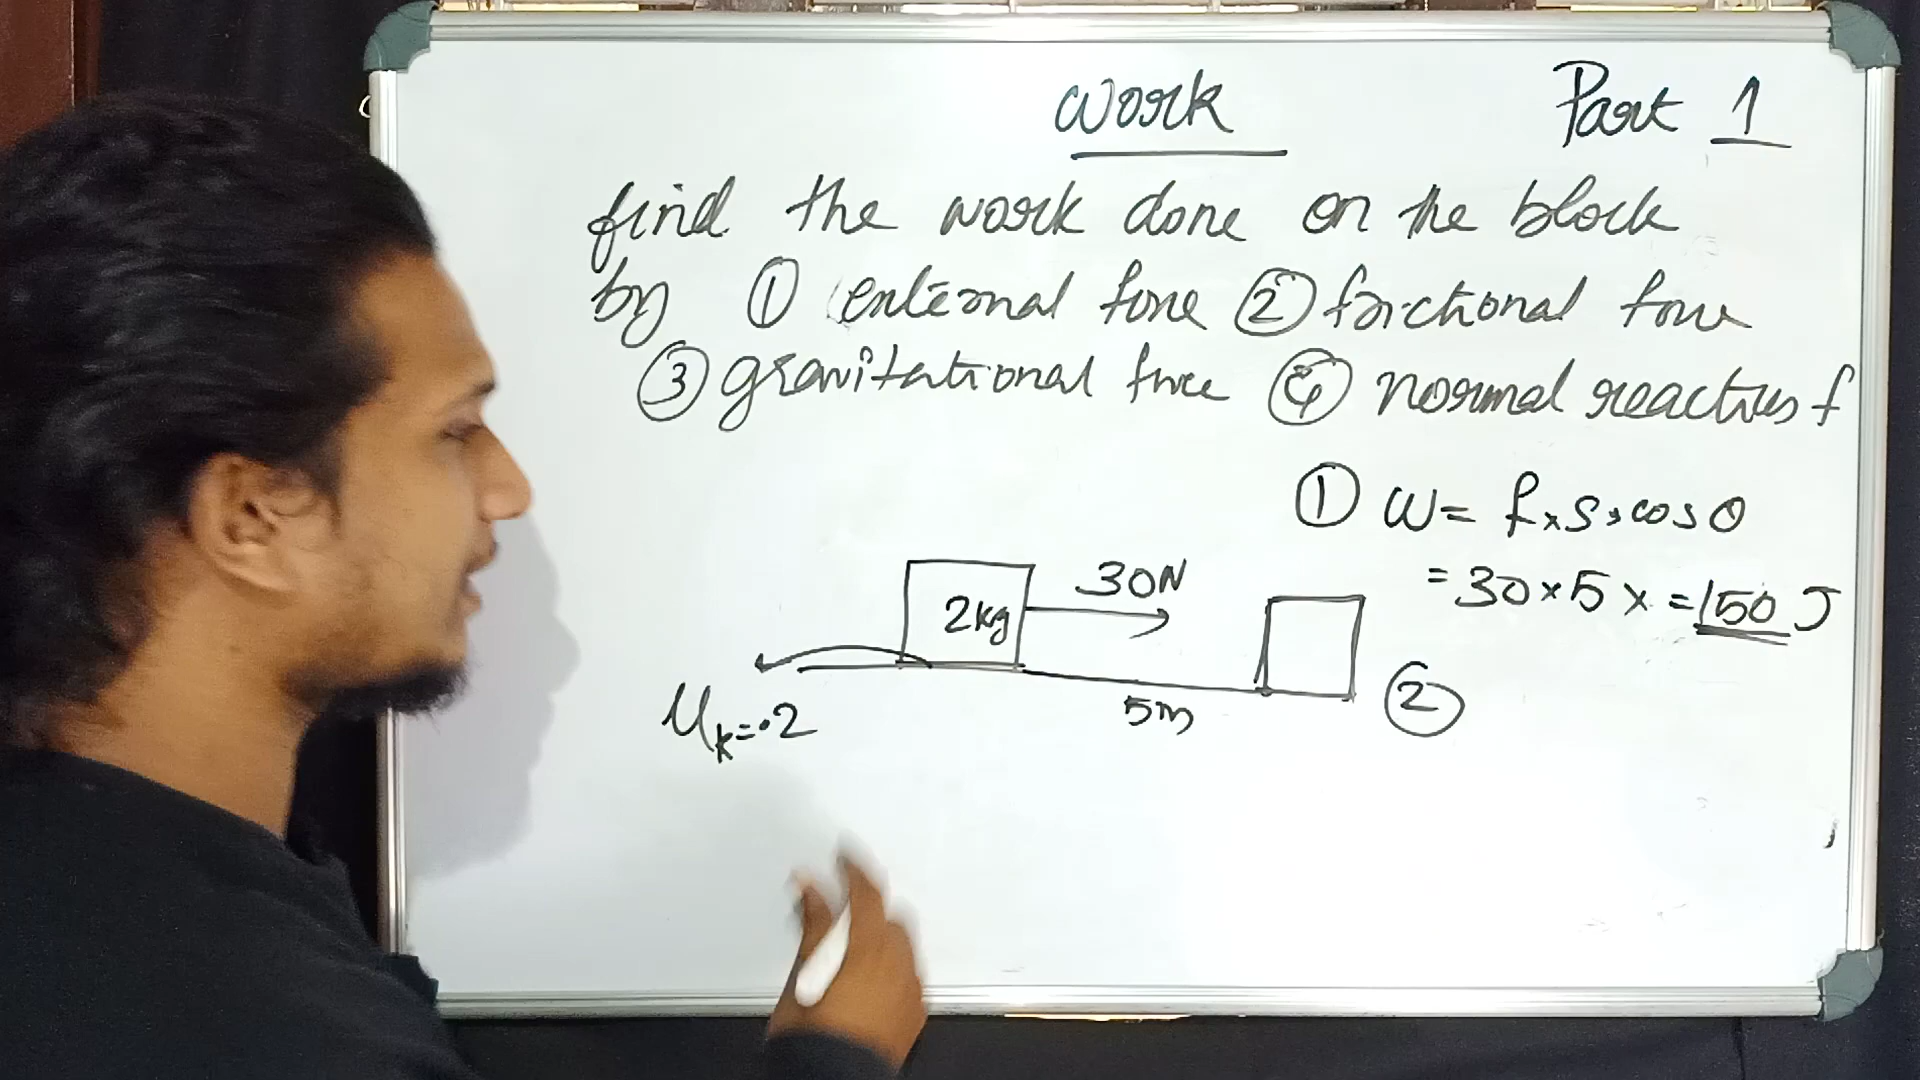 Work
Part 1
find the work done on the block
by ① external force ② frictional force
③ gravitational force ④ normal reaction f
① W = f × s × cos θ
= 30 × 5 × = 150 J
30N
2kg
5m
②
μk = .2